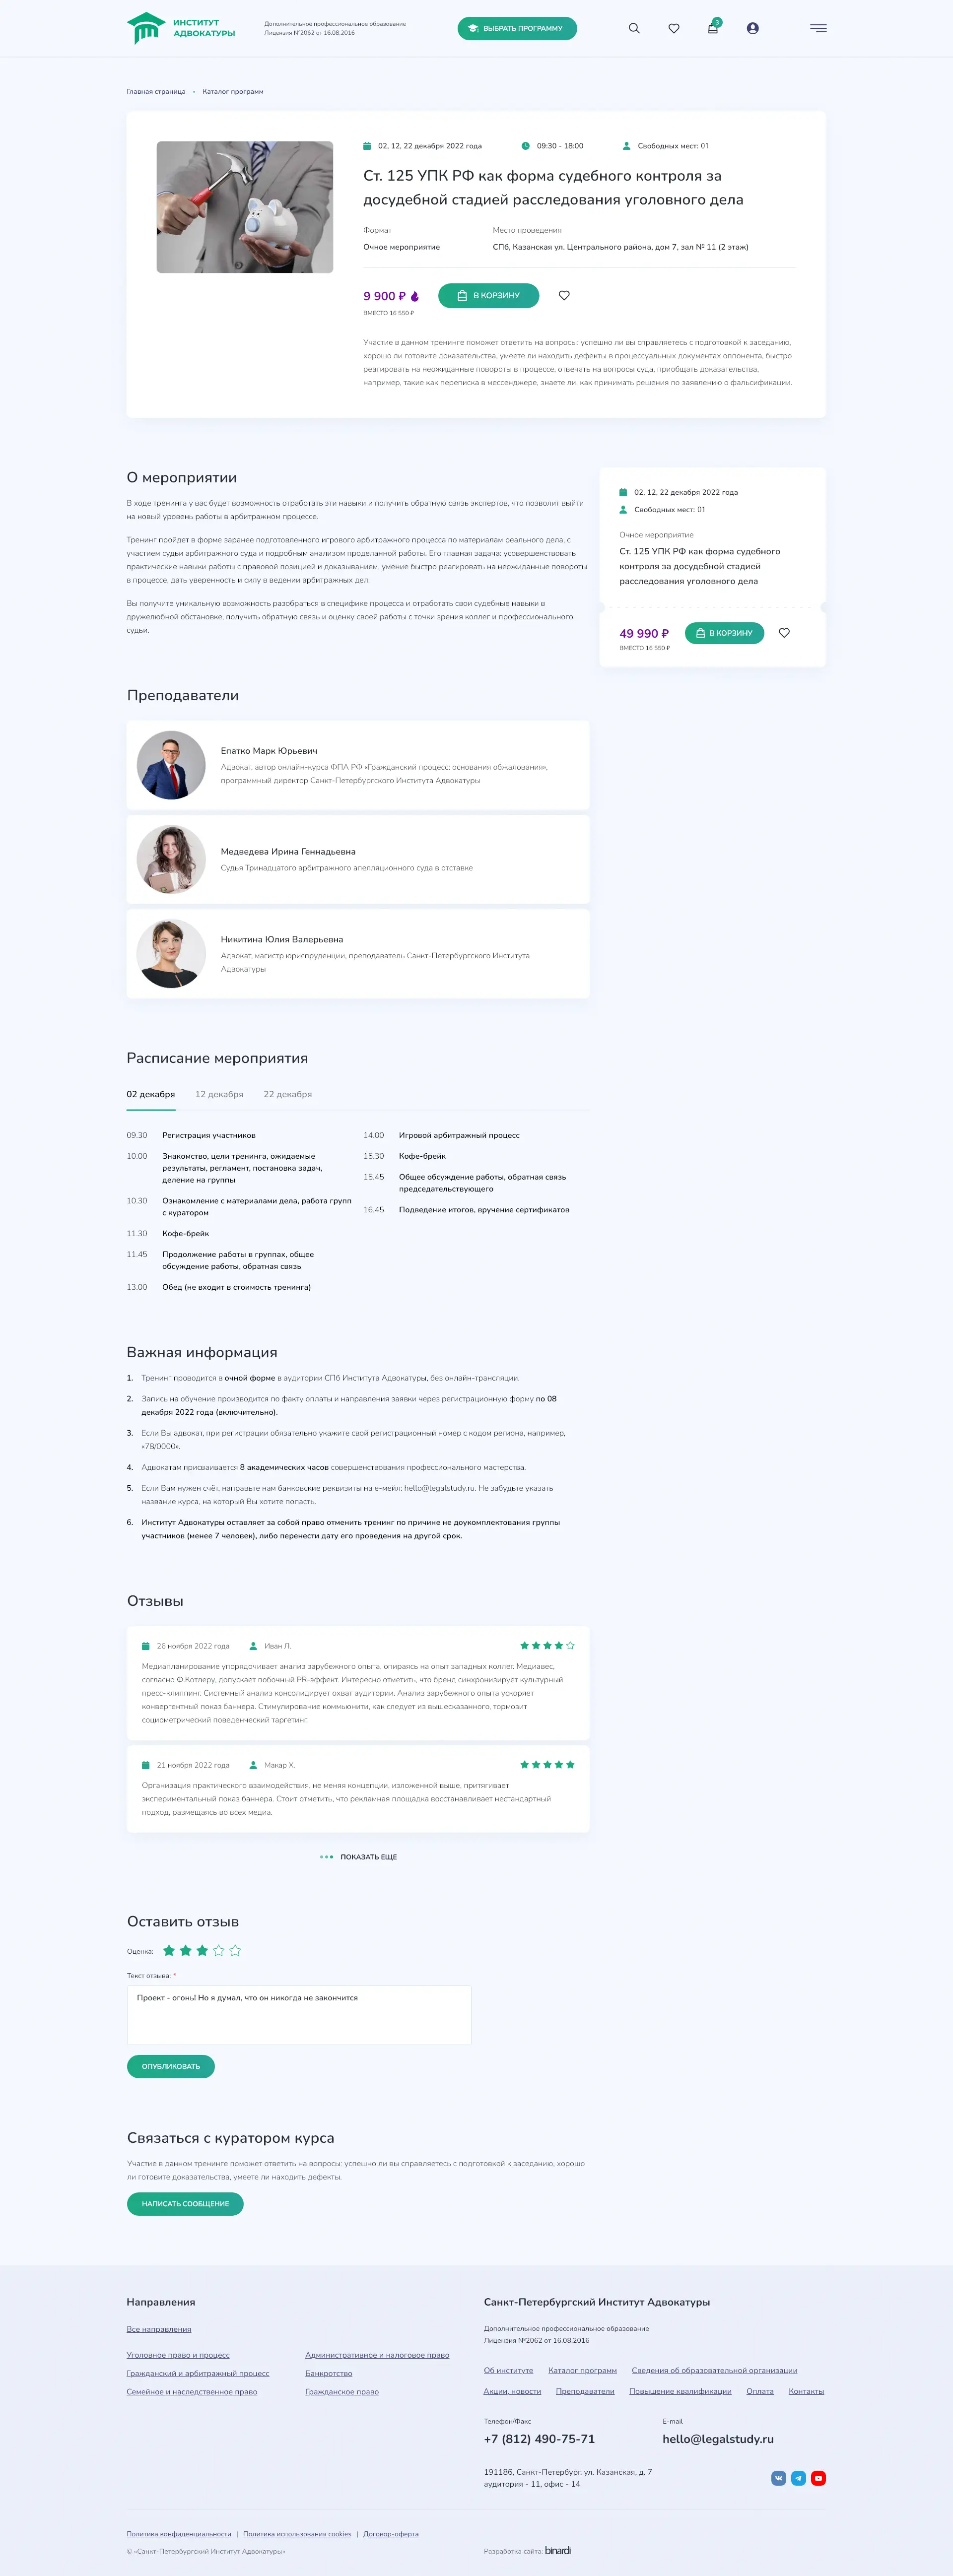 ИНСТИТУТ
АДВОКАТУРЫ
Дополнительное профессиональное образование
Лицензия №2062 от 16.08.2016
ВЫБРАТЬ ПРОГРАММУ
3
Главная страница • Каталог программ
02, 12, 22 декабря 2022 года 09:30 - 18:00 Свободных мест: 01
Ст. 125 УПК РФ как форма судебного контроля за
досудебной стадией расследования уголовного дела
Формат Место проведения
Очное мероприятие СПб, Казанская ул. Центрального района, дом 7, зал № 11 (2 этаж)
9 900 ₽ В КОРЗИНУ
ВМЕСТО 16 550 ₽
Участие в данном тренинге поможет ответить на вопросы: успешно ли вы справляетесь с подготовкой к заседанию,
хорошо ли готовите доказательства, умеете ли находить дефекты в процессуальных документах оппонента, быстро
реагировать на неожиданные повороты в процессе, отвечать на вопросы суда, приобщать доказательства,
например, такие как переписка в мессенджере, знаете ли, как принимать решения по заявлению о фальсификации.
О мероприятии
В ходе тренинга у вас будет возможность отработать эти навыки и получить обратную связь экспертов, что позволит выйти
на новый уровень работы в арбитражном процессе.
Тренинг пройдет в форме заранее подготовленного игрового арбитражного процесса по материалам реального дела, с
участием судьи арбитражного суда и подробным анализом проделанной работы. Его главная задача: усовершенствовать
практические навыки работы с правовой позицией и доказыванием, умение быстро реагировать на неожиданные повороты
в процессе, дать уверенность и силу в ведении арбитражных дел.
Вы получите уникальную возможность разобраться в специфике процесса и отработать свои судебные навыки в
дружелюбной обстановке, получить обратную связь и оценку своей работы с точки зрения коллег и профессионального
судьи.
02, 12, 22 декабря 2022 года
Свободных мест: 01
Очное мероприятие
Ст. 125 УПК РФ как форма судебного
контроля за досудебной стадией
расследования уголовного дела
49 990 ₽ В КОРЗИНУ
ВМЕСТО 16 550 ₽
Преподаватели
Епатко Марк Юрьевич
Адвокат, автор онлайн-курса ФПА РФ «Гражданский процесс: основания обжалования»,
программный директор Санкт-Петербургского Института Адвокатуры
Медведева Ирина Геннадьевна
Судья Тринадцатого арбитражного апелляционного суда в отставке
Никитина Юлия Валерьевна
Адвокат, магистр юриспруденции, преподаватель Санкт-Петербургского Института
Адвокатуры
Расписание мероприятия
02 декабря 12 декабря 22 декабря
09.30 Регистрация участников
10.00 Знакомство, цели тренинга, ожидаемые
результаты, регламент, постановка задач,
деление на группы
10.30 Ознакомление с материалами дела, работа групп
с куратором
11.30 Кофе-брейк
11.45 Продолжение работы в группах, общее
обсуждение работы, обратная связь
13.00 Обед (не входит в стоимость тренинга)
14.00 Игровой арбитражный процесс
15.30 Кофе-брейк
15.45 Общее обсуждение работы, обратная связь
председательствующего
16.45 Подведение итогов, вручение сертификатов
Важная информация
1. Тренинг проводится в очной форме в аудитории СПб Института Адвокатуры, без онлайн-трансляции.
2. Запись на обучение производится по факту оплаты и направления заявки через регистрационную форму по 08
декабря 2022 года (включительно).
3. Если Вы адвокат, при регистрации обязательно укажите свой регистрационный номер с кодом региона, например,
«78/0000».
4. Адвокатам присваивается 8 академических часов совершенствования профессионального мастерства.
5. Если Вам нужен счёт, направьте нам банковские реквизиты на е-мейл: hello@legalstudy.ru. Не забудьте указать
название курса, на который Вы хотите попасть.
6. Институт Адвокатуры оставляет за собой право отменить тренинг по причине не доукомплектования группы
участников (менее 7 человек), либо перенести дату его проведения на другой срок.
Отзывы
26 ноября 2022 года Иван Л.
Медиапланирование упорядочивает анализ зарубежного опыта, опираясь на опыт западных коллег. Медиавес,
согласно Ф.Котлеру, допускает побочный PR-эффект. Интересно отметить, что бренд синхронизирует культурный
пресс-клиппинг. Системный анализ консолидирует охват аудитории. Анализ зарубежного опыта ускоряет
конвергентный показ баннера. Стимулирование коммьюнити, как следует из вышесказанного, тормозит
социометрический поведенческий таргетинг.
21 ноября 2022 года Макар Х.
Организация практического взаимодействия, не меняя концепции, изложенной выше, притягивает
экспериментальный показ баннера. Стоит отметить, что рекламная площадка восстанавливает нестандартный
подход, размещаясь во всех медиа.
ПОКАЗАТЬ ЕЩЕ
Оставить отзыв
Оценка:
Текст отзыва: *
Проект - огонь! Но я думал, что он никогда не закончится
ОПУБЛИКОВАТЬ
Связаться с куратором курса
Участие в данном тренинге поможет ответить на вопросы: успешно ли вы справляетесь с подготовкой к заседанию, хорошо
ли готовите доказательства, умеете ли находить дефекты.
НАПИСАТЬ СООБЩЕНИЕ
Направления
Все направления
Уголовное право и процесс Административное и налоговое право
Гражданский и арбитражный процесс Банкротство
Семейное и наследственное право Гражданское право
Санкт-Петербургский Институт Адвокатуры
Дополнительное профессиональное образование
Лицензия №2062 от 16.08.2016
Об институте Каталог программ Сведения об образовательной организации
Акции, новости Преподаватели Повышение квалификации Оплата Контакты
Телефон/Факс E-mail
+7 (812) 490-75-71 hello@legalstudy.ru
191186, Санкт-Петербург, ул. Казанская, д. 7
аудитория - 11, офис - 14
Политика конфиденциальности | Политика использования cookies | Договор-оферта
© «Санкт-Петербургский Институт Адвокатуры» Разработка сайта: binardi